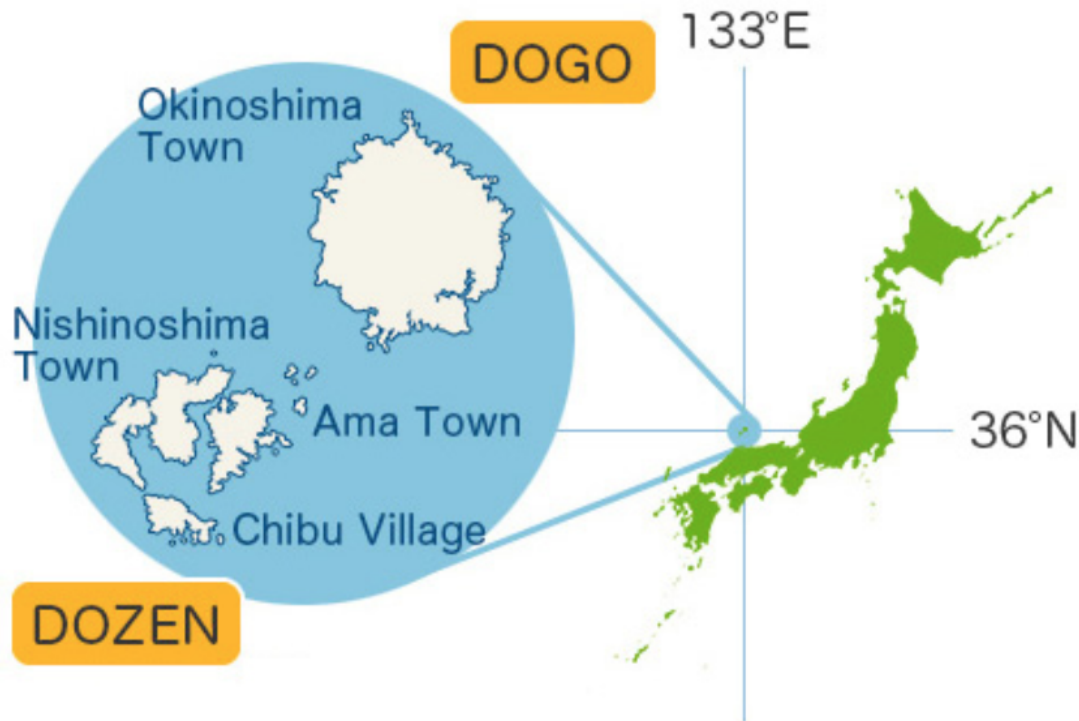 DOGO
133°E
Okinoshima
Town
Nishinoshima
Town
Ama Town
36°N
Chibu Village
DOZEN